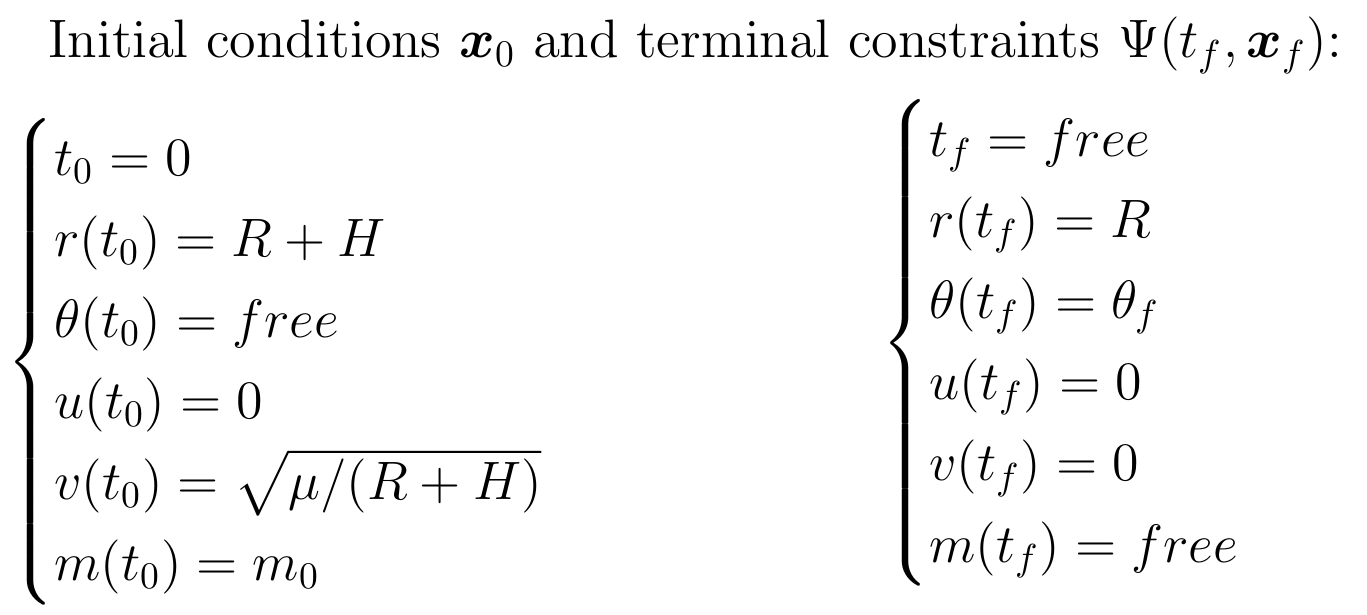 Initial conditions 𝒙₀ and terminal constraints Ψ(t_f, 𝒙_f):
t₀ = 0
r(t₀) = R + H
θ(t₀) = free
u(t₀) = 0
v(t₀) = √(μ/(R + H))
m(t₀) = m₀
t_f = free
r(t_f) = R
θ(t_f) = θ_f
u(t_f) = 0
v(t_f) = 0
m(t_f) = free